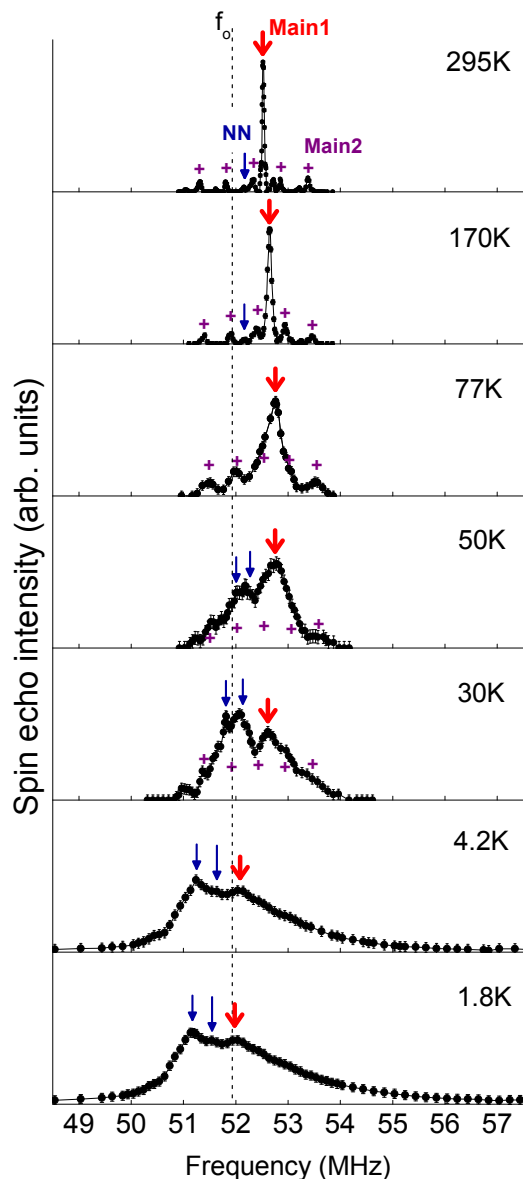 f₀
Main1
295K
NN
Main2
170K
77K
50K
30K
4.2K
1.8K
Spin echo intensity (arb. units)
49 50 51 52 53 54 55 56 57
Frequency (MHz)